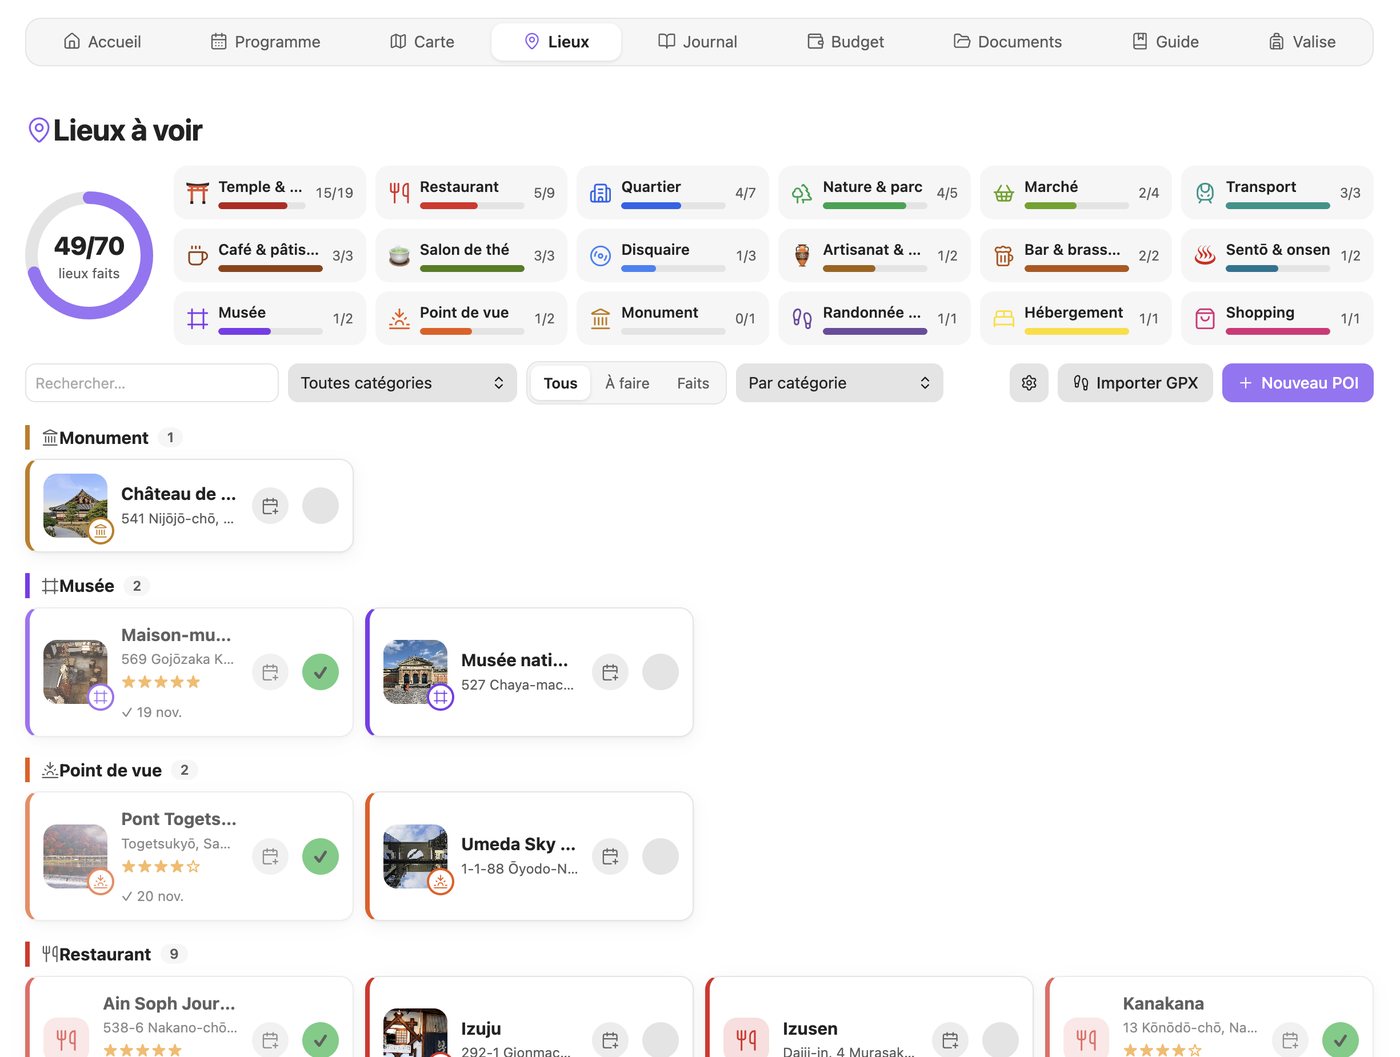 Accueil Programme Carte Lieux Journal Budget Documents Guide Valise
Lieux à voir
49/70
lieux faits
Temple & ... 15/19
Restaurant 5/9
Quartier 4/7
Nature & parc 4/5
Marché 2/4
Transport 3/3
Café & pâtis... 3/3
Salon de thé 3/3
Disquaire 1/3
Artisanat & ... 1/2
Bar & brass... 2/2
Sentō & onsen 1/2
Musée 1/2
Point de vue 1/2
Monument 0/1
Randonnée ... 1/1
Hébergement 1/1
Shopping 1/1
Rechercher... Toutes catégories Tous À faire Faits Par catégorie Importer GPX + Nouveau POI
Monument 1
Château de ...
541 Nijōjō-chō, ...
Musée 2
Maison-mu...
569 Gojōzaka K...
★★★★★
✓ 19 nov.
Musée nati...
527 Chaya-mac...
Point de vue 2
Pont Togets...
Togetsukyō, Sa...
★★★★☆
✓ 20 nov.
Umeda Sky ...
1-1-88 Ōyodo-N...
Restaurant 9
Ain Soph Jour...
538-6 Nakano-chō...
★★★★★
Izuju
292-1 Gionmac...
Izusen
Daiji-in, 4 Murasak...
Kanakana
13 Kōnōdō-chō, Na...
★★★★☆